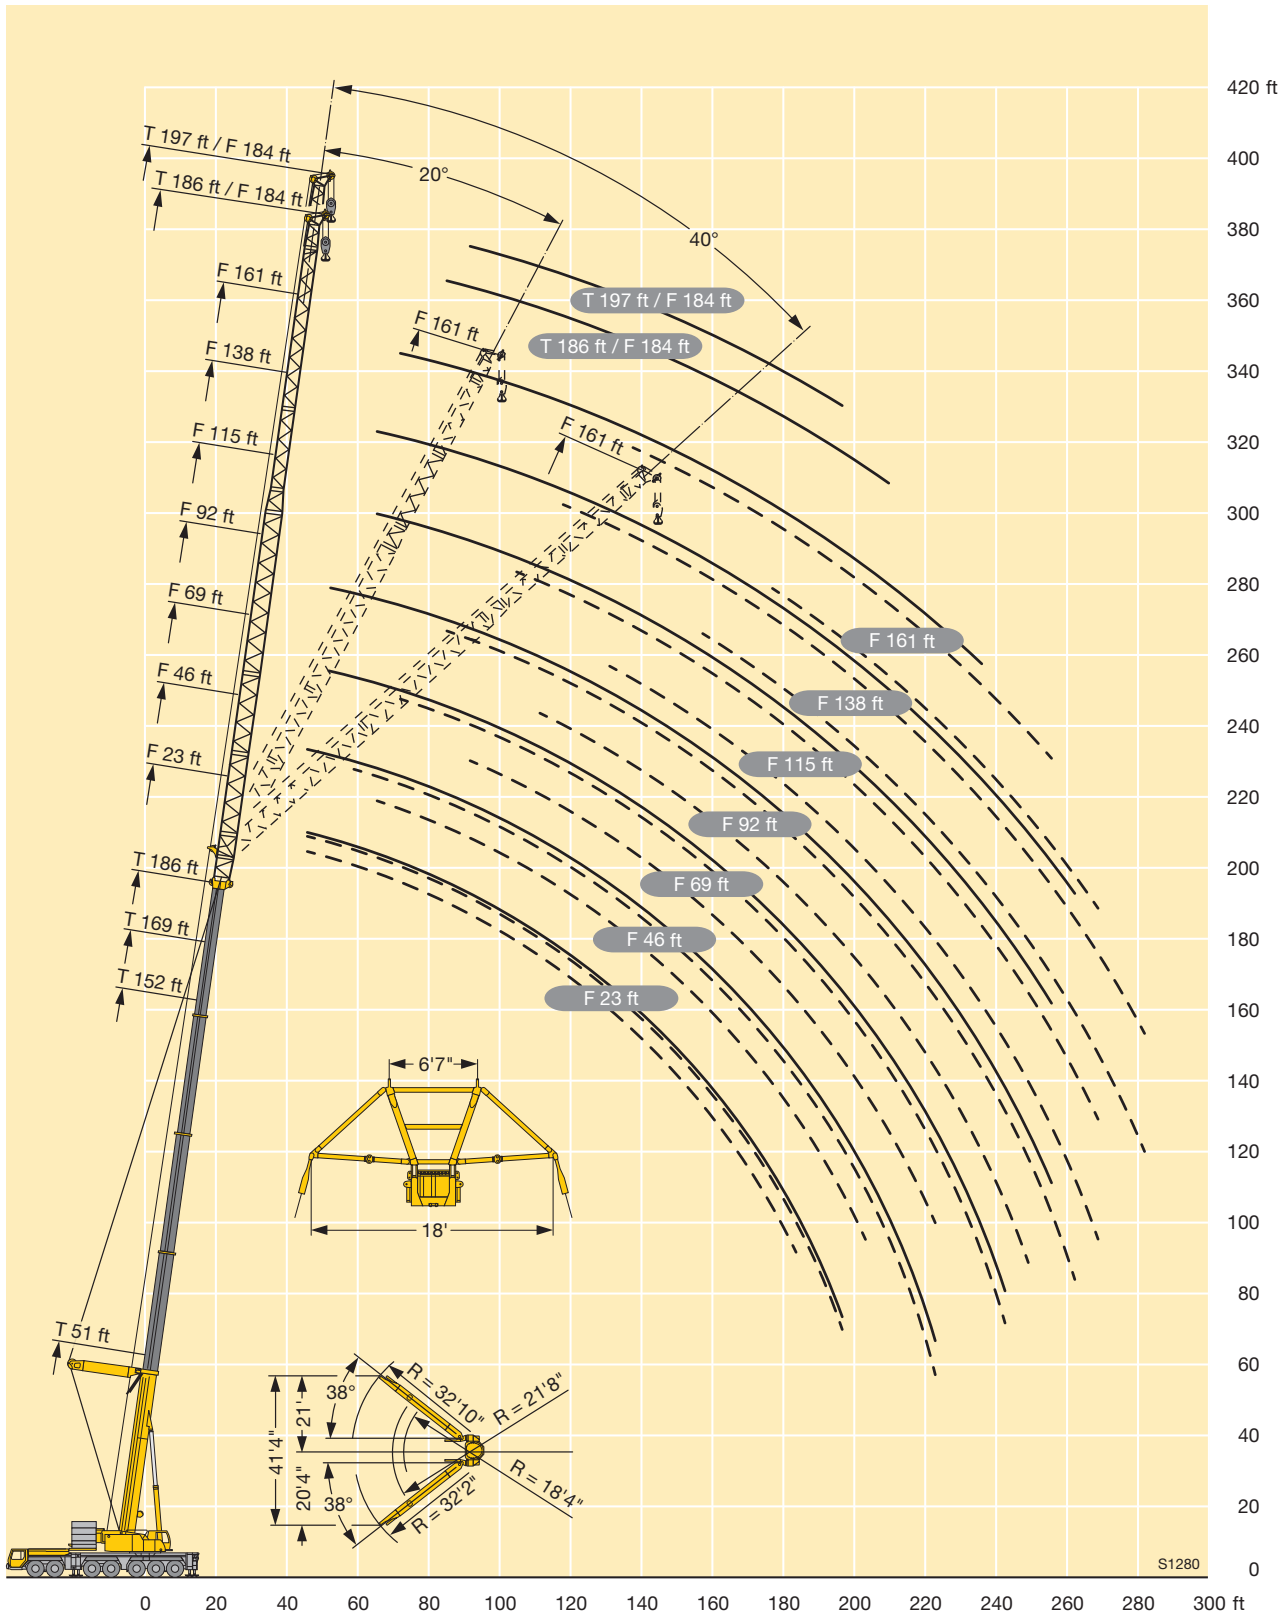 420 ft
400
380
360
340
320
300
280
260
240
220
200
180
160
140
120
100
80
60
40
20
0
T 197 ft / F 184 ft
T 186 ft / F 184 ft
F 161 ft
F 138 ft
F 115 ft
F 92 ft
F 69 ft
F 46 ft
F 23 ft
T 186 ft
T 169 ft
T 152 ft
T 51 ft
20°
40°
F 161 ft
F 161 ft
T 197 ft / F 184 ft
T 186 ft / F 184 ft
F 161 ft
F 138 ft
F 115 ft
F 92 ft
F 69 ft
F 46 ft
F 23 ft
6'7"
18'
38°
R = 32'10"
R = 21'8"
41'4"
21'
20'4"
38°
R = 32'2"
R = 18'4"
S1280
0 20 40 60 80 100 120 140 160 180 200 220 240 260 280 300 ft